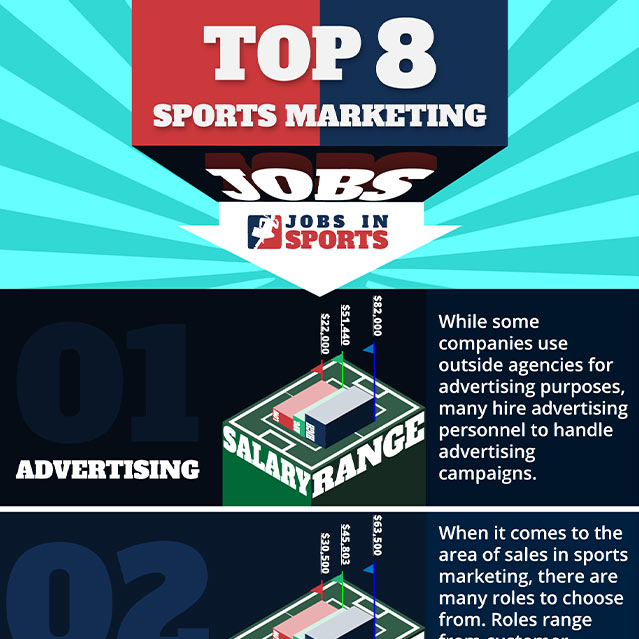 TOP 8
SPORTS MARKETING
JOBS
JOBS IN
SPORTS
01
ADVERTISING
$22,000
$51,440
$82,000
SALARY RANGE
While some
companies use
outside agencies for
advertising purposes,
many hire advertising
personnel to handle
advertising
campaigns.
02
$30,500
$45,803
$63,500
When it comes to the
area of sales in sports
marketing, there are
many roles to choose
from. Roles range
from customer